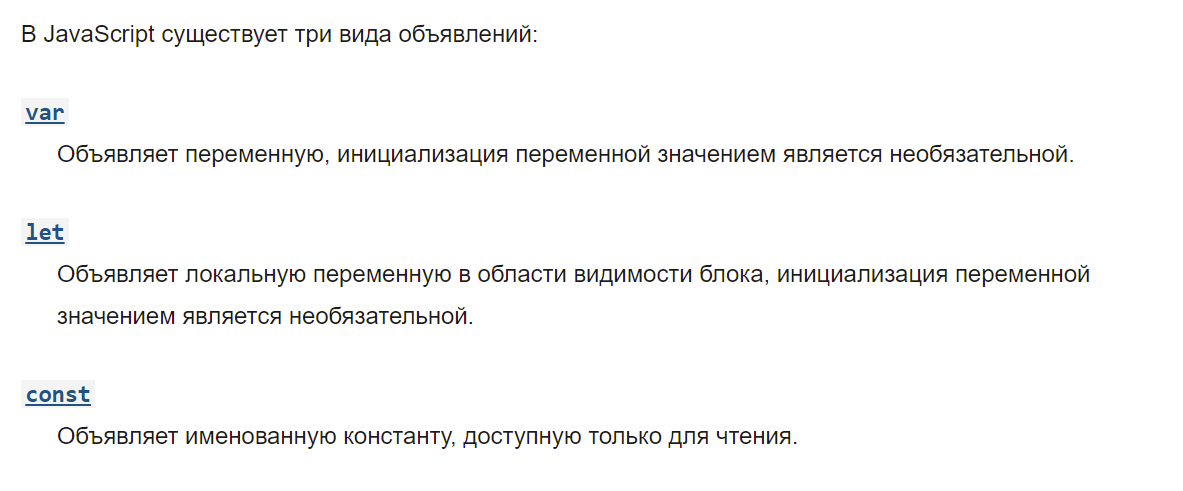 В JavaScript существует три вида объявлений:
var
Объявляет переменную, инициализация переменной значением является необязательной.
let
Объявляет локальную переменную в области видимости блока, инициализация переменной
значением является необязательной.
const
Объявляет именованную константу, доступную только для чтения.